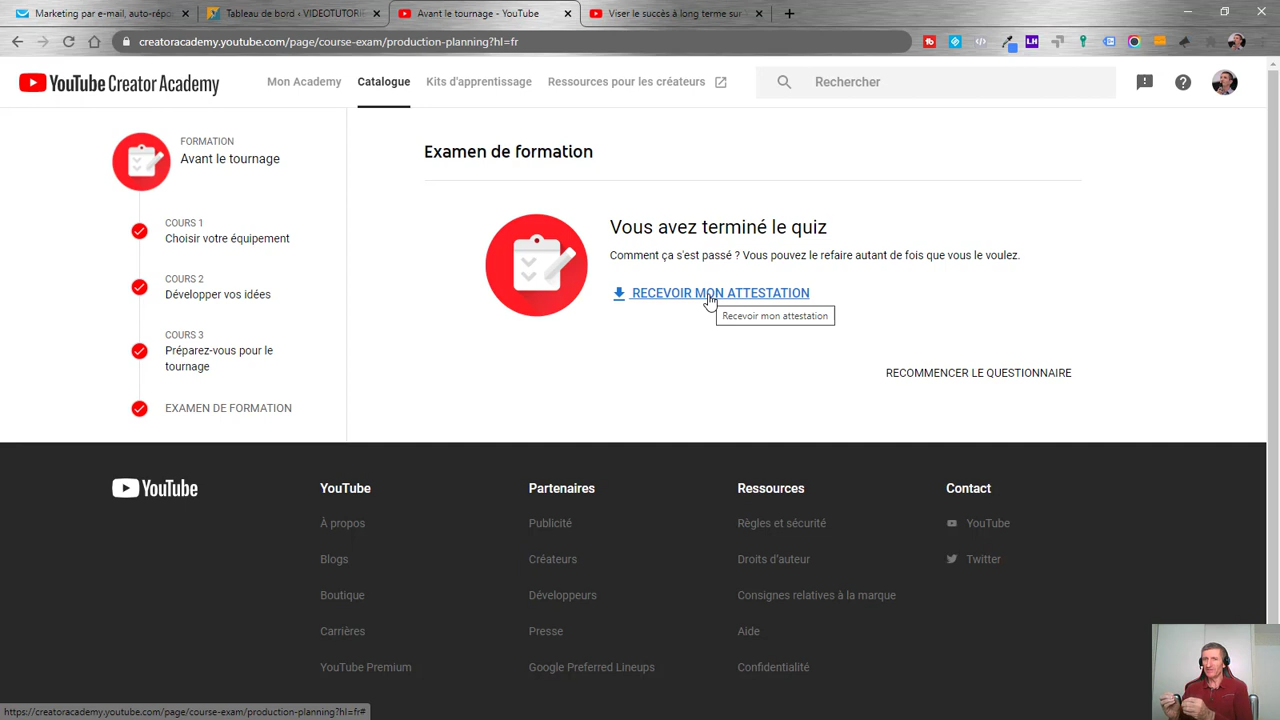 Marketing par e-mail, auto-répo
Tableau de bord ‹ VIDEOTUTORIE
Avant le tournage - YouTube
Viser le succès à long terme sur
creatoracademy.youtube.com/page/course-exam/production-planning?hl=fr
YouTube Creator Academy
Mon Academy
Catalogue
Kits d'apprentissage
Ressources pour les créateurs
Rechercher
FORMATION
Avant le tournage
COURS 1
Choisir votre équipement
COURS 2
Développer vos idées
COURS 3
Préparez-vous pour le
tournage
EXAMEN DE FORMATION
Examen de formation
Vous avez terminé le quiz
Comment ça s'est passé ? Vous pouvez le refaire autant de fois que vous le voulez.
RECEVOIR MON ATTESTATION
Recevoir mon attestation
RECOMMENCER LE QUESTIONNAIRE
YouTube
YouTube
À propos
Blogs
Boutique
Carrières
YouTube Premium
Partenaires
Publicité
Créateurs
Développeurs
Presse
Google Preferred Lineups
Ressources
Règles et sécurité
Droits d'auteur
Consignes relatives à la marque
Aide
Confidentialité
Contact
YouTube
Twitter
https://creatoracademy.youtube.com/page/course-exam/production-planning?hl=fr#